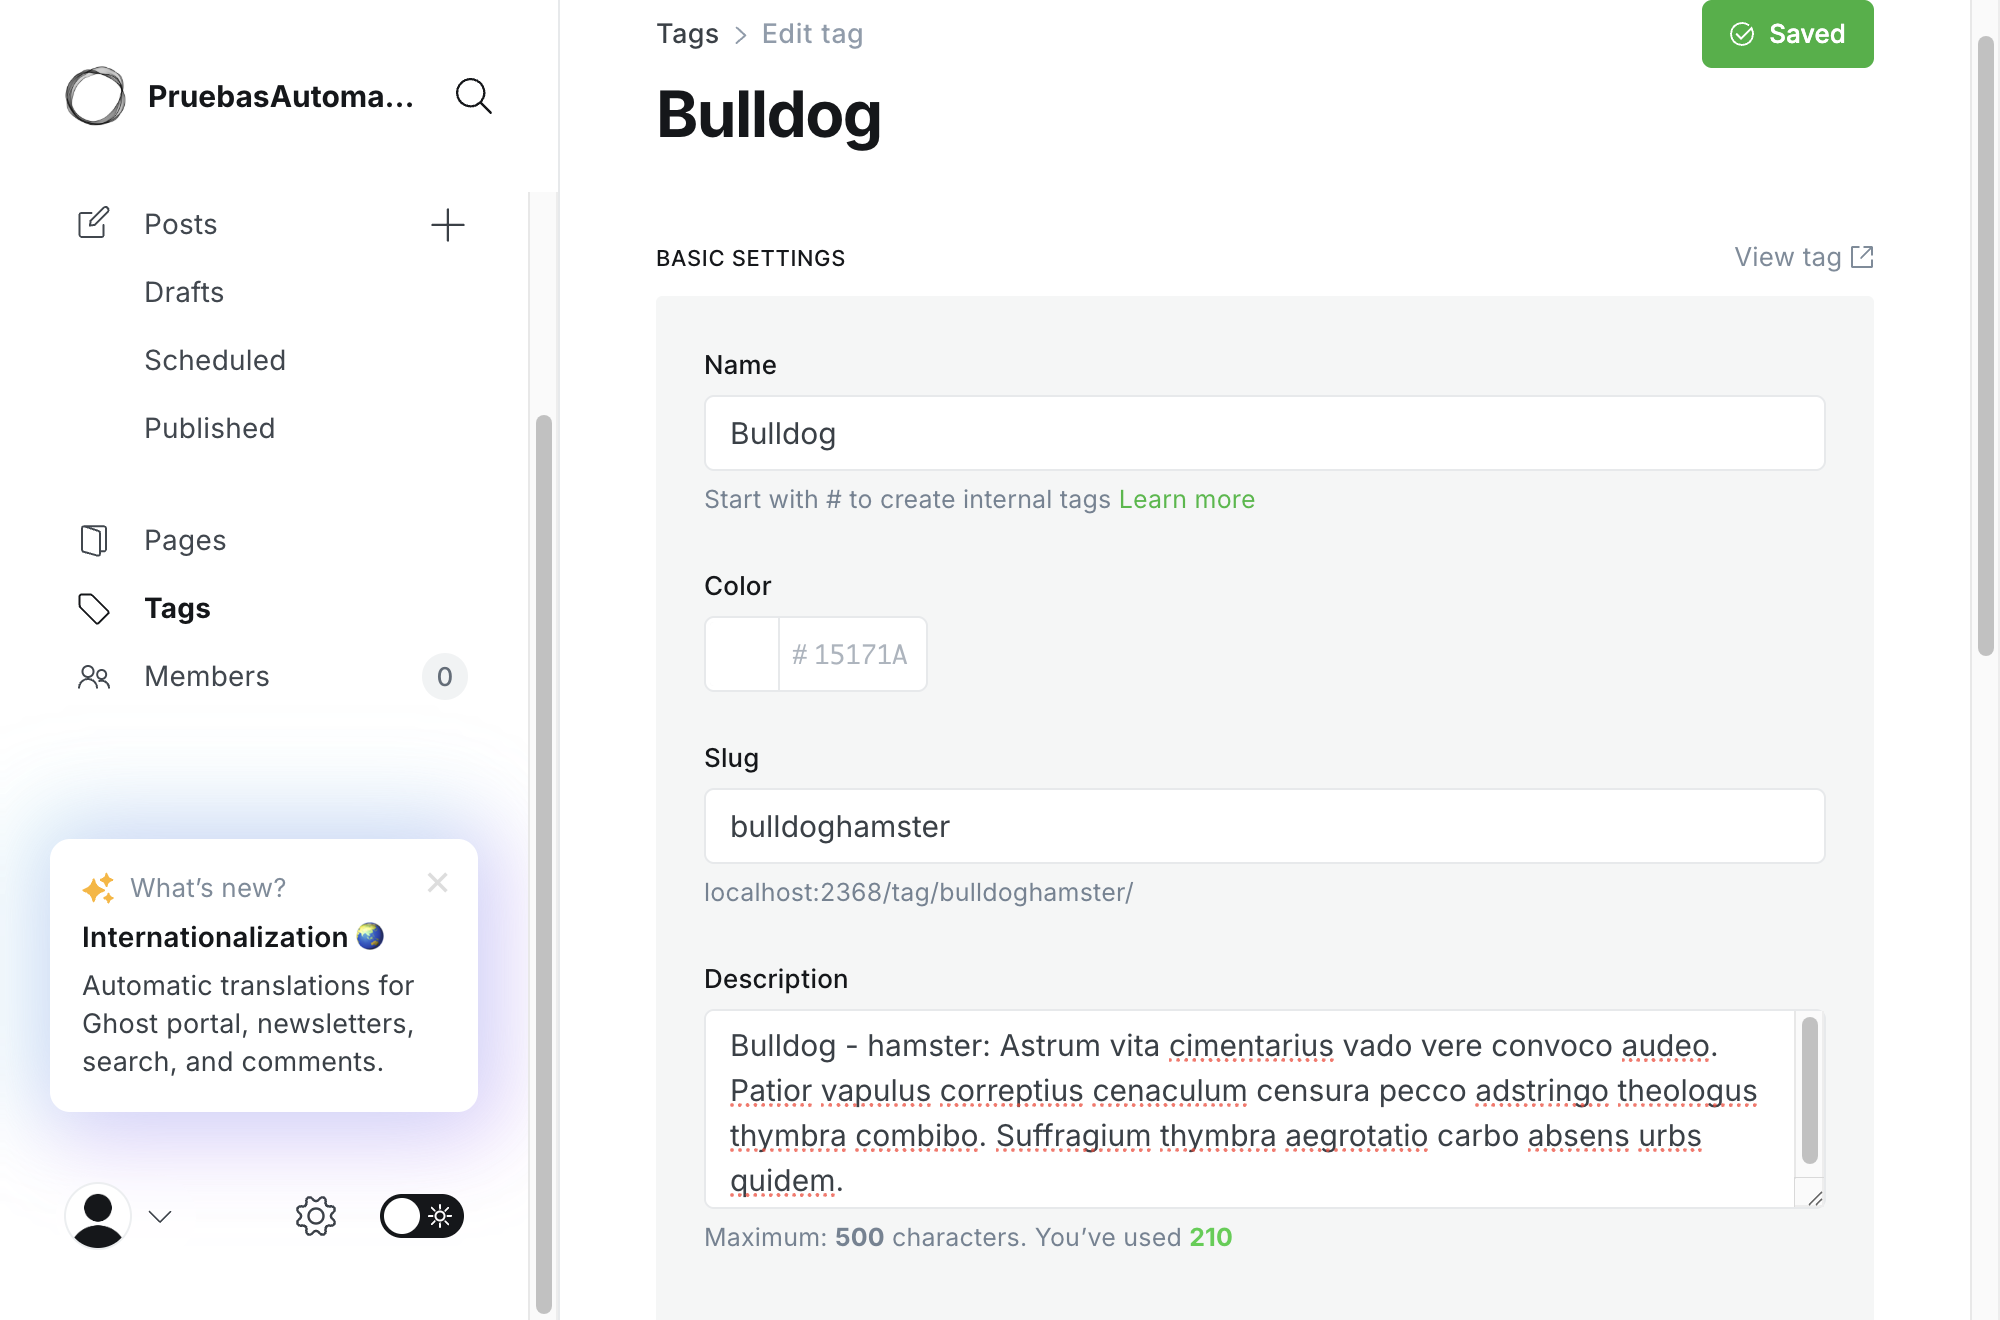 PruebasAutoma...
Posts
Drafts
Scheduled
Published
Pages
Tags
Members
0
What’s new?
Internationalization
Automatic translations for
Ghost portal, newsletters,
search, and comments.
Tags > Edit tag
Saved
Bulldog
BASIC SETTINGS
View tag
Name
Bulldog
Start with # to create internal tags Learn more
Color
# 15171A
Slug
bulldoghamster
localhost:2368/tag/bulldoghamster/
Description
Bulldog - hamster: Astrum vita cimentarius vado vere convoco audeo.
Patior vapulus correptius cenaculum censura pecco adstringo theologus
thymbra combibo. Suffragium thymbra aegrotatio carbo absens urbs
quidem.
Maximum: 500 characters. You’ve used 210